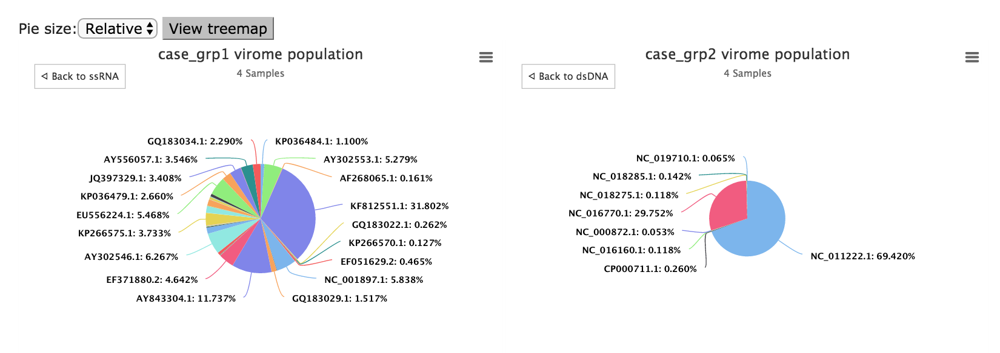 Pie size: Relative View treemap
case_grp1 virome population
4 Samples
Back to ssRNA
GQ183034.1: 2.290%
KP036484.1: 1.100%
AY556057.1: 3.546%
AY302553.1: 5.279%
JQ397329.1: 3.408%
AF268065.1: 0.161%
KP036479.1: 2.660%
KF812551.1: 31.802%
EU556224.1: 5.468%
GQ183022.1: 0.262%
KP266575.1: 3.733%
KP266570.1: 0.127%
AY302546.1: 6.267%
EF051629.2: 0.465%
EF371880.2: 4.642%
NC_001897.1: 5.838%
AY843304.1: 11.737%
GQ183029.1: 1.517%
case_grp2 virome population
4 Samples
Back to dsDNA
NC_019710.1: 0.065%
NC_018285.1: 0.142%
NC_018275.1: 0.118%
NC_016770.1: 29.752%
NC_000872.1: 0.053%
NC_016160.1: 0.118%
CP000711.1: 0.260%
NC_011222.1: 69.420%